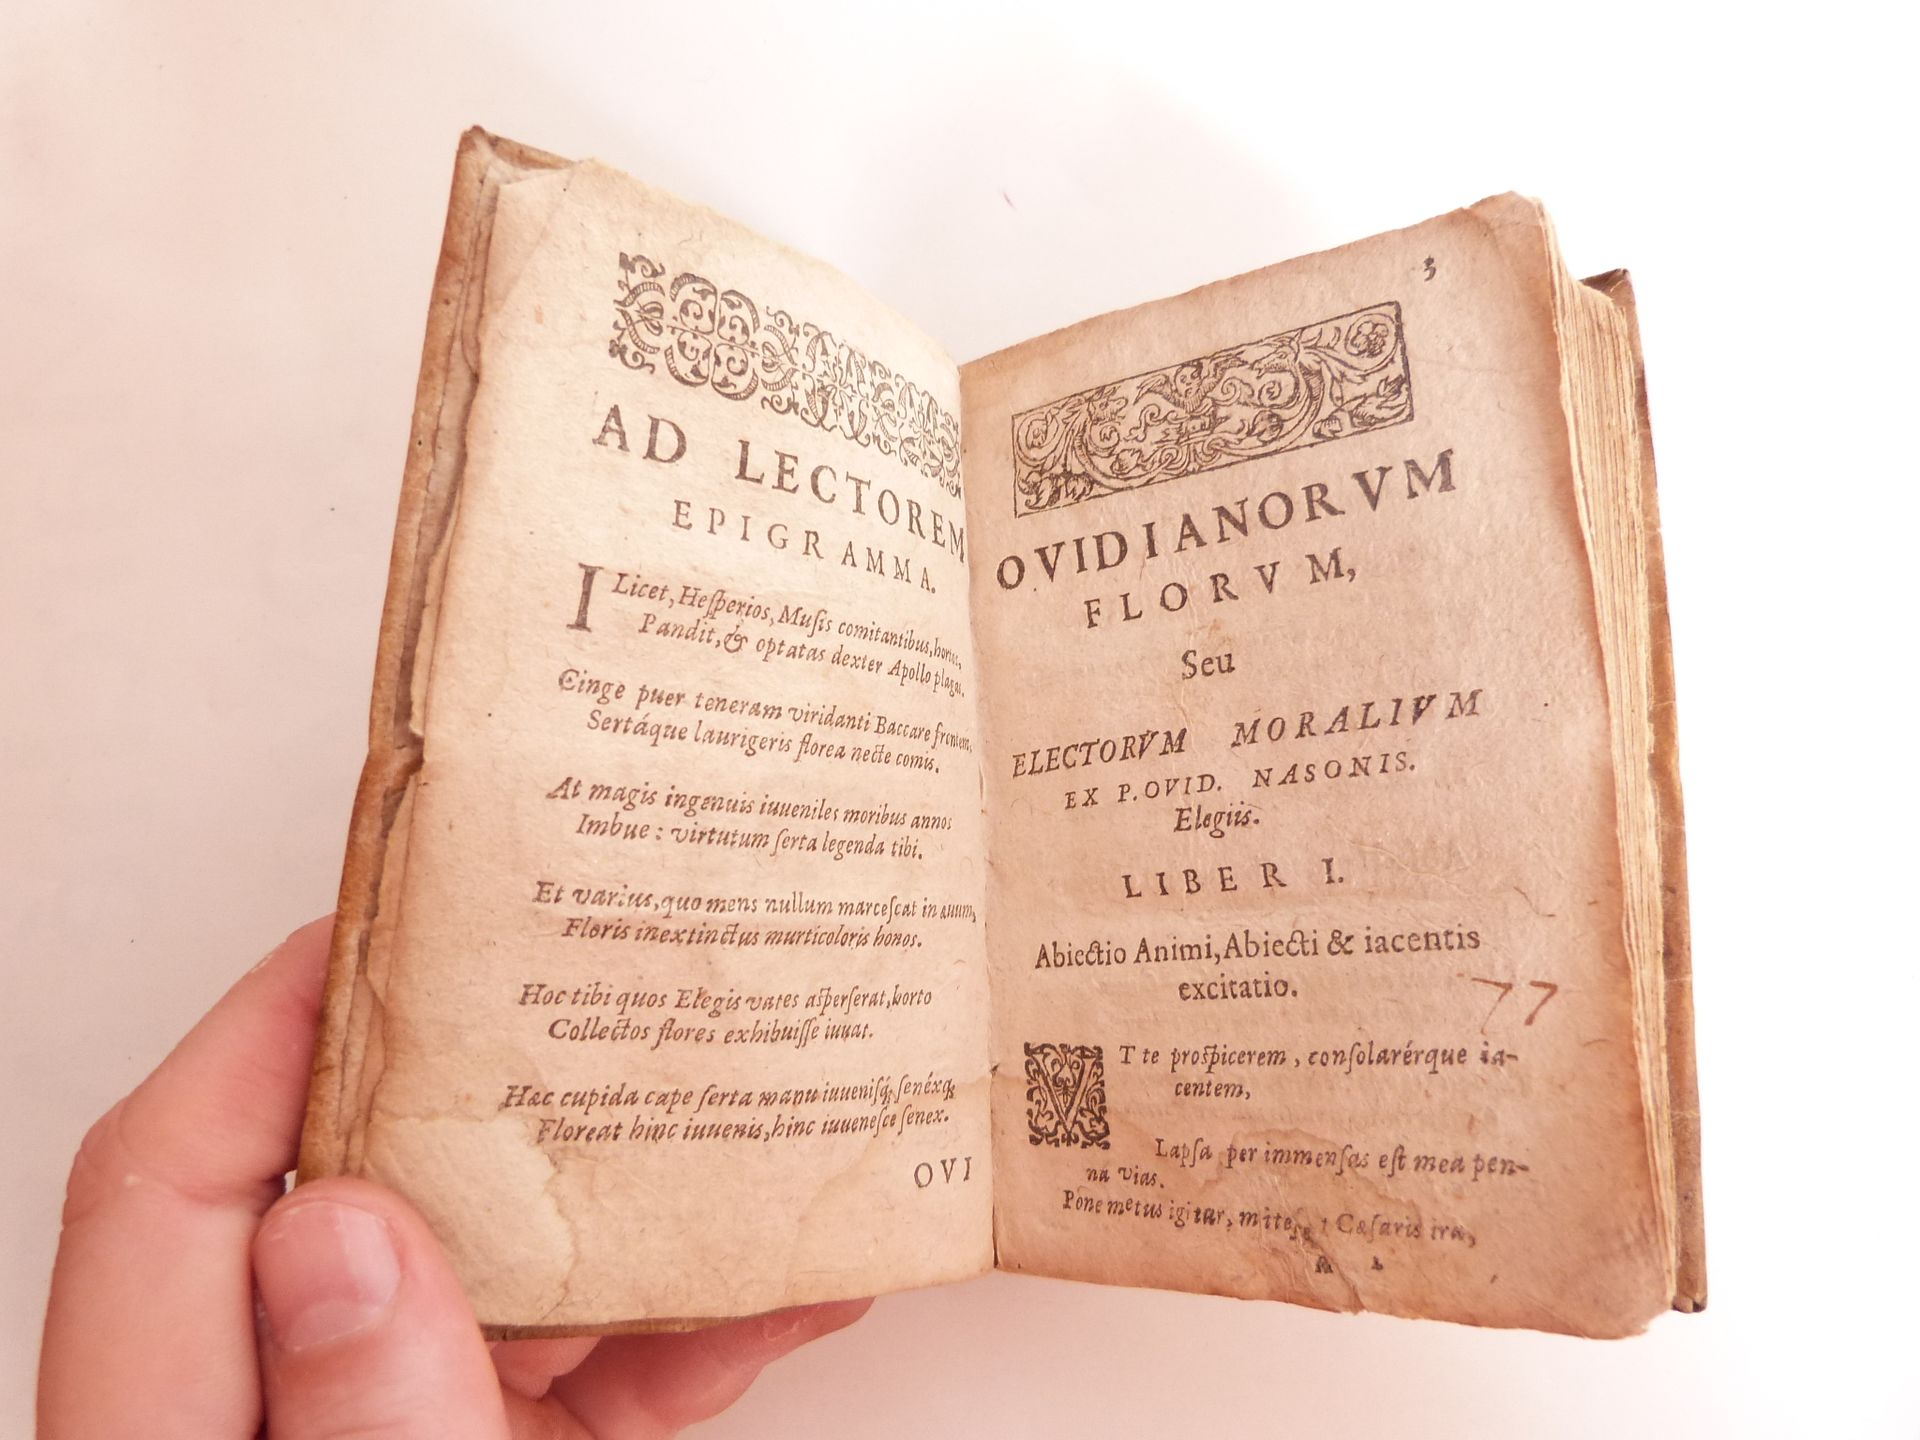 AD LECTOREM
EPIGRAMMA.
ILicet, Heſperios, Muſis comitantibus, hortos,
Pandit, & optatas dexter Apollo plagas.
Cinge puer teneram viridanti Baccare frontem,
Sertáque laurigeris florea necte comis.
At magis ingenuis iuueniles moribus annos
Imbue: virtutum ſerta legenda tibi.
Et varius, quo mens nullum marceſcat in æuum,
Floris inextinctus murticoloris honos.
Hoc tibi quos Elegis vates aſperſerat, horto
Collectos flores exhibuiſſe iuuat.
Hæc cupida cape ſerta manu iuueniſq; ſenéxq;
Floreat hinc iuuenis, hinc iuueneſce ſenex.
OVI
3
OVIDIANORVM
FLORVM,
Seu
ELECTORVM MORALIVM
EX P. OVID. NASONIS.
Elegiis.
LIBER I.
Abiectio Animi, Abiecti & iacentis
excitatio.
77
VT te proſpicerem, conſolarérque ia-
centem,
Lapſa per immenſas eſt mea pen-
na vias.
Pone metus igitur, Cæſaris ira,
A